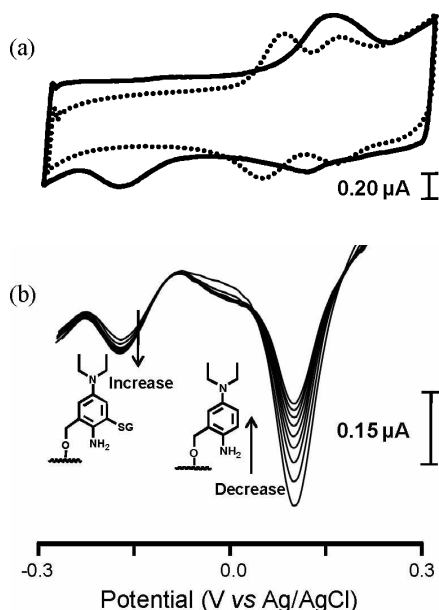 (a)
0.20 µA
(b)
Increase
N
SG
NH₂
O
N
O
NH₂
Decrease
0.15 µA
-0.3
0.0
0.3
Potential (V vs Ag/AgCl)